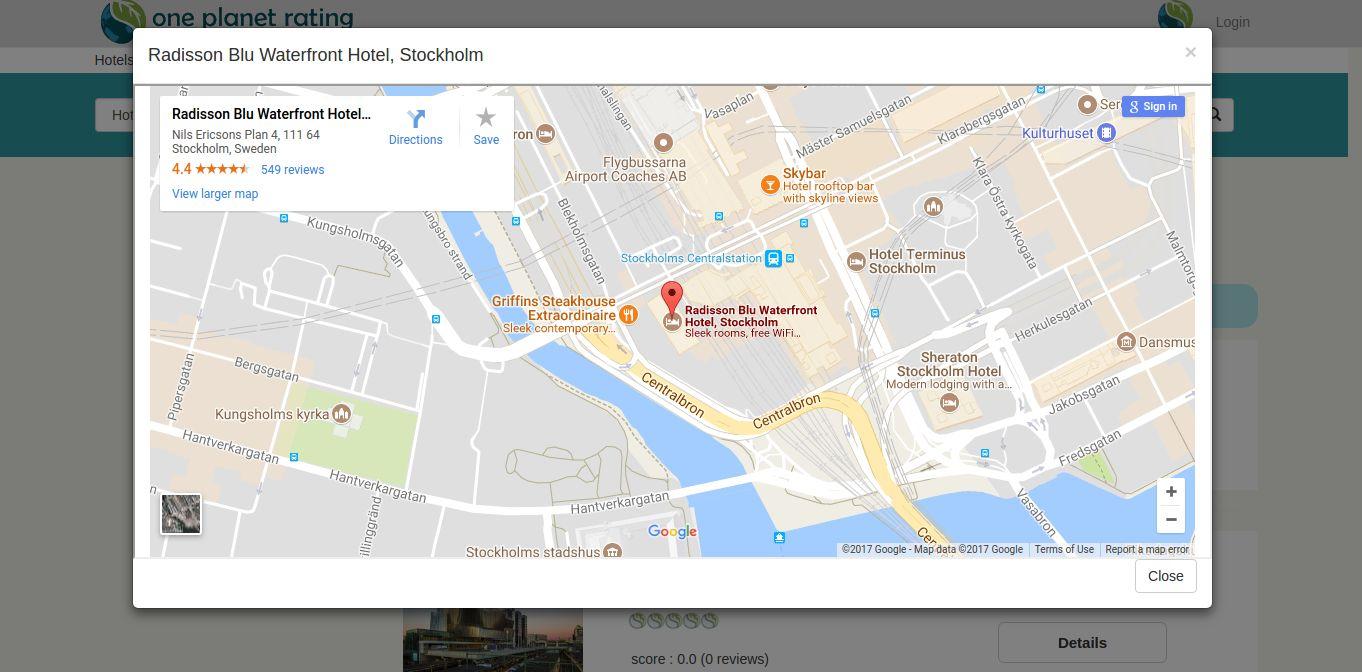 one planet rating
Login
Hotels
Hot
Radisson Blu Waterfront Hotel, Stockholm
×
Radisson Blu Waterfront Hotel...
Nils Ericsons Plan 4, 111 64
Stockholm, Sweden
4.4
549 reviews
View larger map
Directions
Save
Sign in
Vasaplan
Mäster Samuelsgatan
Klarabergsgatan
Kulturhuset
Flygbussarna
Airport Coaches AB
Skybar
Hotel rooftop bar
with skyline views
Klara Östra kyrkogata
Malmtorgs
Kungsholmsgatan
ungsbro strand
Blekholmsgatan
Stockholms Centralstation
Hotel Terminus
Stockholm
Griffins Steakhouse
Extraordinaire
Sleek contemporary...
Radisson Blu Waterfront
Hotel, Stockholm
Sleek rooms, free WiFi...
Herkulesgatan
Dansmus
Sheraton
Stockholm Hotel
Modern lodging with a...
Pipersgatan
Bergsgatan
Centralbron
Centralbron
Jakobsgatan
Kungsholms kyrka
Hantverkargatan
Hantverkargatan
Hantverkargatan
Fredsgatan
Vasabron
illinggränd
Stockholms stadshus
Google
Cen
+
−
©2017 Google - Map data ©2017 Google
Terms of Use
Report a map error
Close
Details
score : 0.0 (0 reviews)